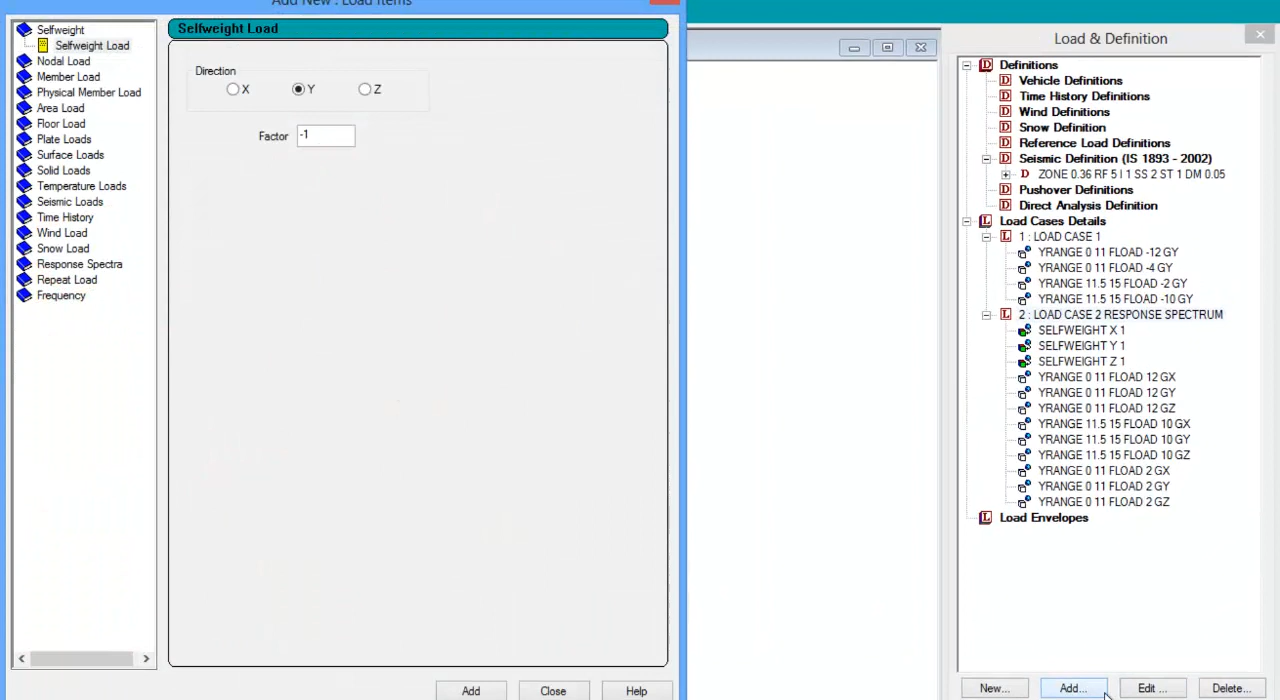 Add New : Load Items
Selfweight
Selfweight Load
Nodal Load
Member Load
Physical Member Load
Area Load
Floor Load
Plate Loads
Surface Loads
Solid Loads
Temperature Loads
Seismic Loads
Time History
Wind Load
Snow Load
Response Spectra
Repeat Load
Frequency
Selfweight Load
Direction
X
Y
Z
Factor
-1
Add
Close
Help
Load & Definition
Definitions
Vehicle Definitions
Time History Definitions
Wind Definitions
Snow Definition
Reference Load Definitions
Seismic Definition (IS 1893 - 2002)
ZONE 0.36 RF 5 I 1 SS 2 ST 1 DM 0.05
Pushover Definitions
Direct Analysis Definition
Load Cases Details
1 : LOAD CASE 1
YRANGE 0 11 FLOAD -12 GY
YRANGE 0 11 FLOAD -4 GY
YRANGE 11.5 15 FLOAD -2 GY
YRANGE 11.5 15 FLOAD -10 GY
2 : LOAD CASE 2 RESPONSE SPECTRUM
SELFWEIGHT X 1
SELFWEIGHT Y 1
SELFWEIGHT Z 1
YRANGE 0 11 FLOAD 12 GX
YRANGE 0 11 FLOAD 12 GY
YRANGE 0 11 FLOAD 12 GZ
YRANGE 11.5 15 FLOAD 10 GX
YRANGE 11.5 15 FLOAD 10 GY
YRANGE 11.5 15 FLOAD 10 GZ
YRANGE 0 11 FLOAD 2 GX
YRANGE 0 11 FLOAD 2 GY
YRANGE 0 11 FLOAD 2 GZ
Load Envelopes
New...
Add...
Edit ...
Delete...